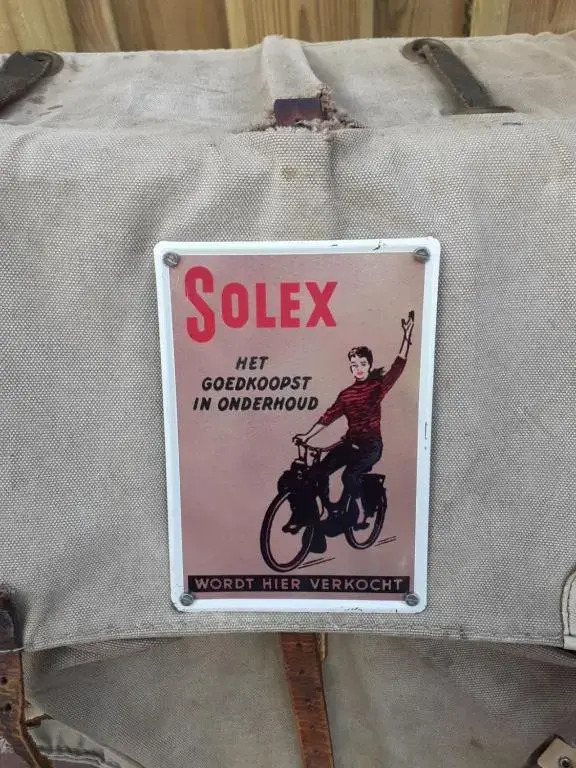 SOLEX
HET
GOEDKOOPST
IN ONDERHOUD
WORDT HIER VERKOCHT